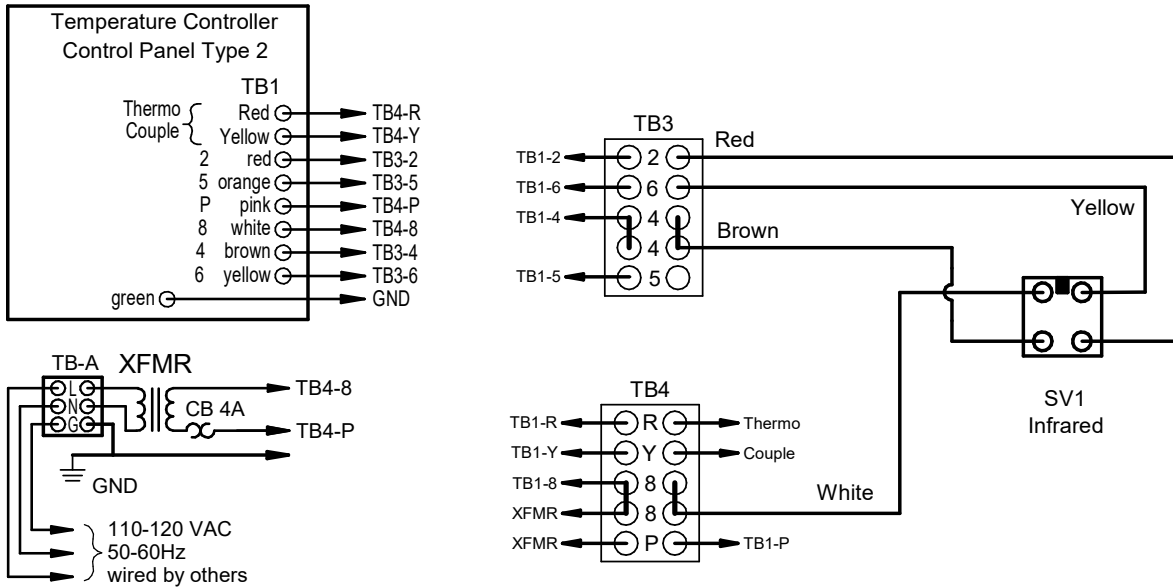 Temperature Controller
Control Panel Type 2
TB1
Thermo
Couple
Red TB4-R
Yellow TB4-Y
2 red TB3-2
5 orange TB3-5
P pink TB4-P
8 white TB4-8
4 brown TB3-4
6 yellow TB3-6
green GND
TB-A XFMR
L
N
G
TB4-8
CB 4A
TB4-P
GND
110-120 VAC
50-60Hz
wired by others
TB3
TB1-2 2 Red
TB1-6 6 Yellow
TB1-4 4
4 Brown
TB1-5 5
SV1
Infrared
TB4
TB1-R R Thermo
TB1-Y Y Couple
TB1-8 8
XFMR 8 White
XFMR P TB1-P